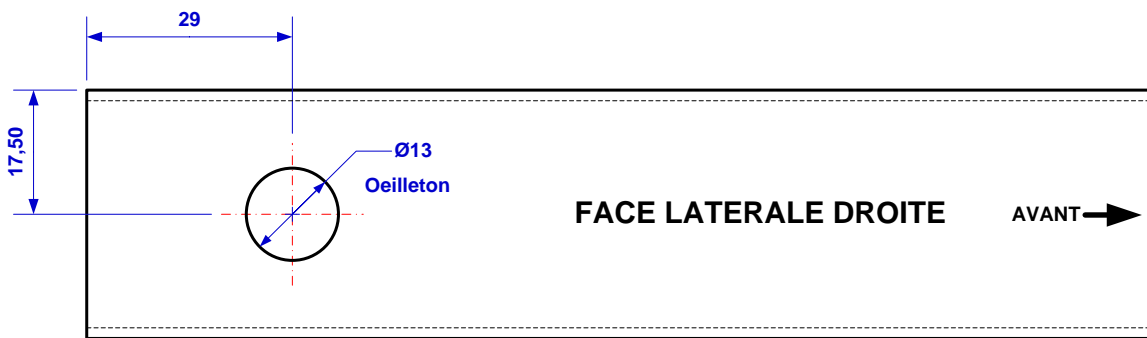 29
17,50
Ø13
Oeilleton
FACE LATERALE DROITE
AVANT